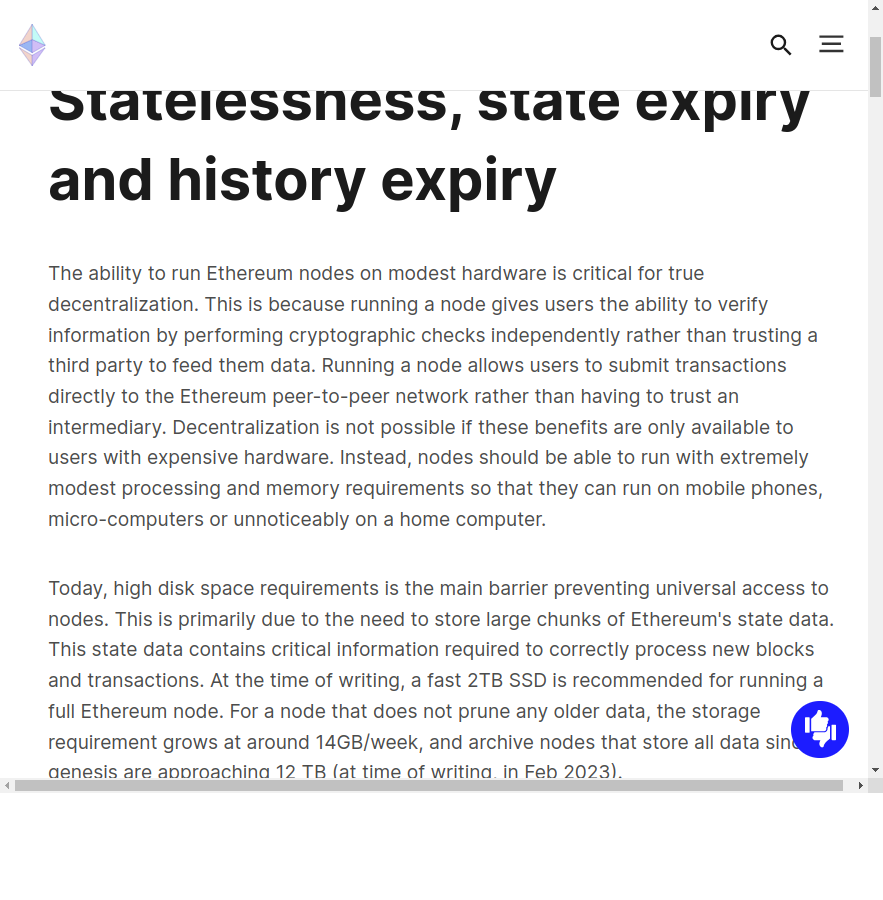 Statelessness, state expiry
and history expiry
The ability to run Ethereum nodes on modest hardware is critical for true
decentralization. This is because running a node gives users the ability to verify
information by performing cryptographic checks independently rather than trusting a
third party to feed them data. Running a node allows users to submit transactions
directly to the Ethereum peer-to-peer network rather than having to trust an
intermediary. Decentralization is not possible if these benefits are only available to
users with expensive hardware. Instead, nodes should be able to run with extremely
modest processing and memory requirements so that they can run on mobile phones,
micro-computers or unnoticeably on a home computer.
Today, high disk space requirements is the main barrier preventing universal access to
nodes. This is primarily due to the need to store large chunks of Ethereum's state data.
This state data contains critical information required to correctly process new blocks
and transactions. At the time of writing, a fast 2TB SSD is recommended for running a
full Ethereum node. For a node that does not prune any older data, the storage
requirement grows at around 14GB/week, and archive nodes that store all data since
genesis are approaching 12 TB (at time of writing, in Feb 2023).